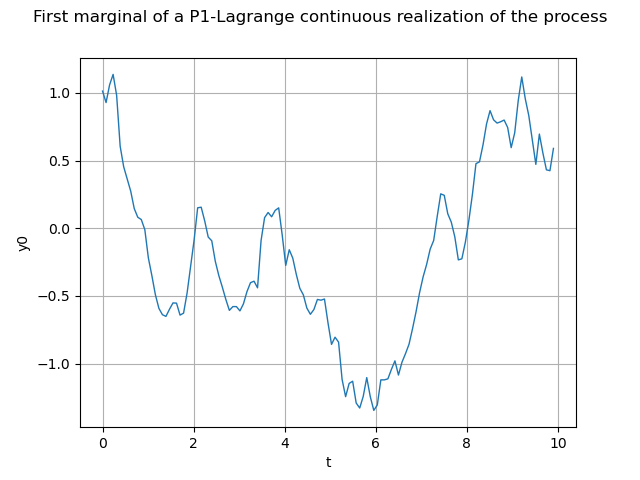 First marginal of a P1-Lagrange continuous realization of the process
1.0
0.5
0.0
−0.5
−1.0
y0
0 2 4 6 8 10
t